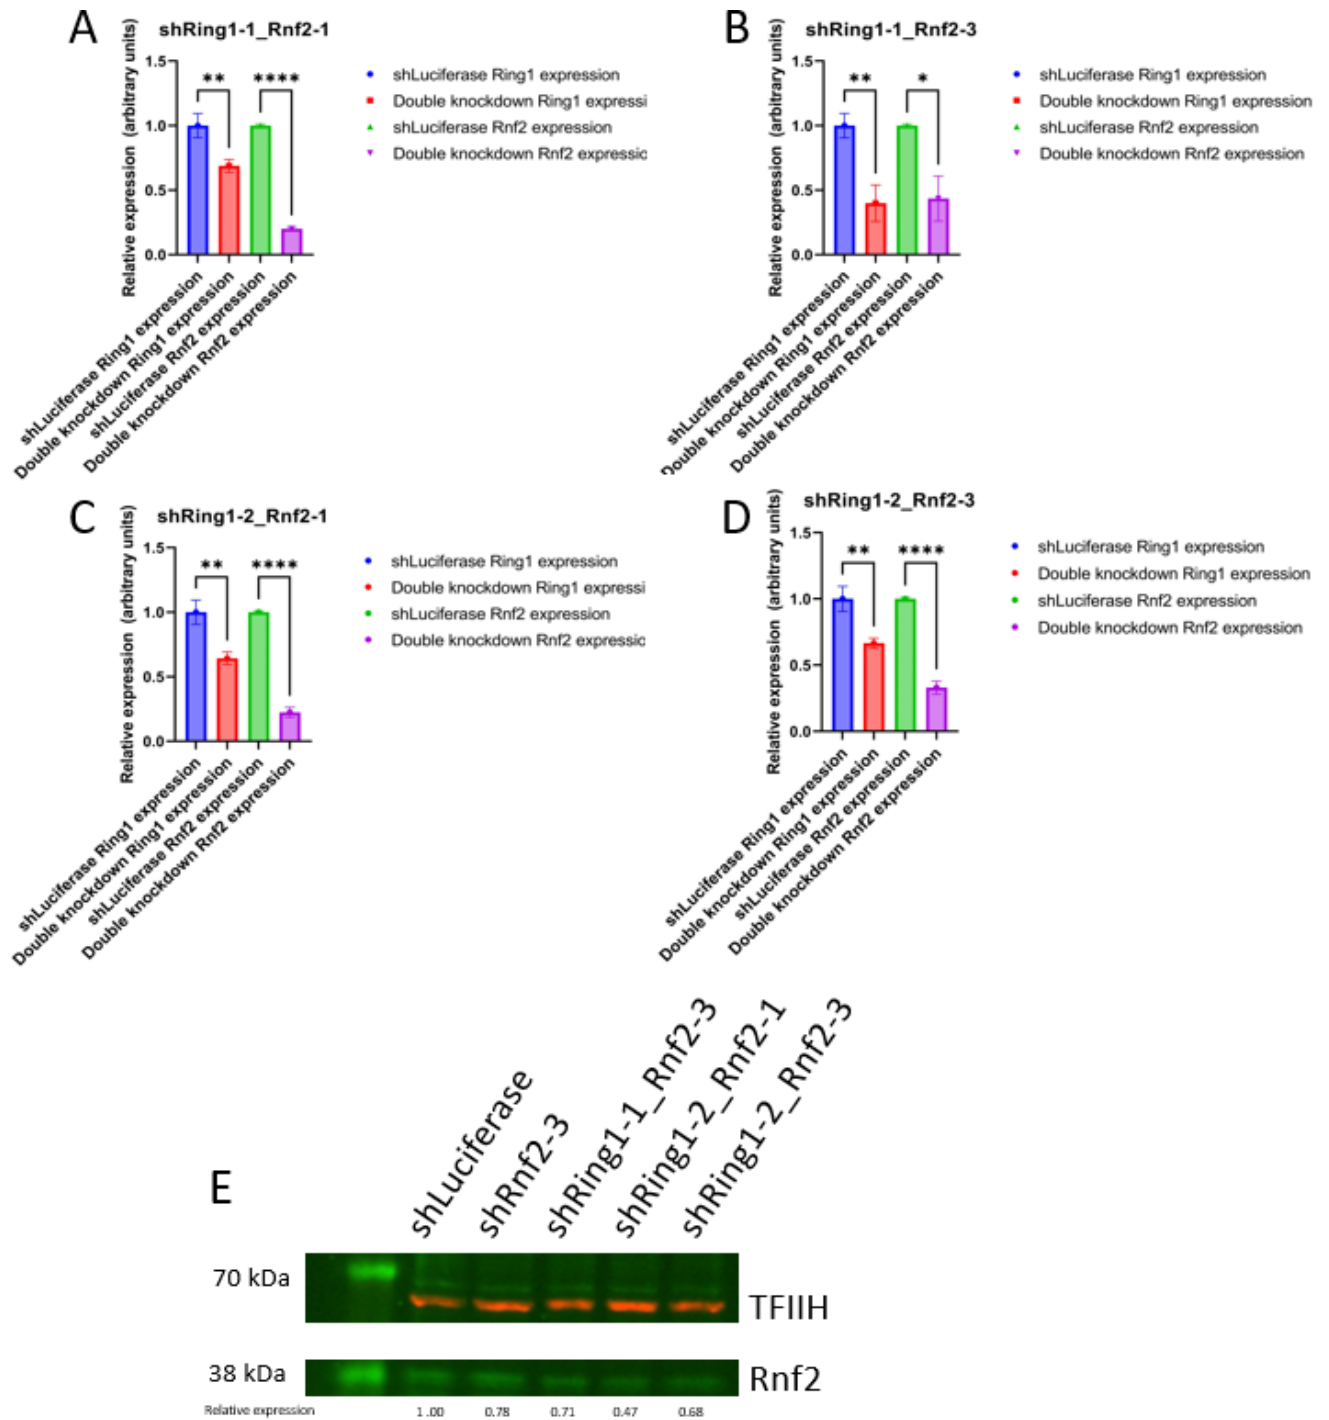 A
shRing1-1_Rnf2-1
Relative expression (arbitrary units)
1.5
1.0
0.5
0.0
** ****
shLuciferase Ring1 expression
Double knockdown Ring1 expressi
shLuciferase Rnf2 expression
Double knockdown Rnf2 expressic
shLuciferase Ring1 expression
Double knockdown Ring1 expression
shLuciferase Rnf2 expression
Double knockdown Rnf2 expression
B
shRing1-1_Rnf2-3
Relative expression (arbitrary units)
1.5
1.0
0.5
0.0
** *
shLuciferase Ring1 expression
Double knockdown Ring1 expression
shLuciferase Rnf2 expression
Double knockdown Rnf2 expression
shLuciferase Ring1 expression
Double knockdown Ring1 expression
shLuciferase Rnf2 expression
Double knockdown Rnf2 expression
C
shRing1-2_Rnf2-1
Relative expression (arbitrary units)
1.5
1.0
0.5
0.0
** ****
shLuciferase Ring1 expression
Double knockdown Ring1 expressi
shLuciferase Rnf2 expression
Double knockdown Rnf2 expressic
shLuciferase Ring1 expression
Double knockdown Ring1 expression
shLuciferase Rnf2 expression
Double knockdown Rnf2 expression
D
shRing1-2_Rnf2-3
Relative expression (arbitrary units)
1.5
1.0
0.5
0.0
** ****
shLuciferase Ring1 expression
Double knockdown Ring1 expression
shLuciferase Rnf2 expression
Double knockdown Rnf2 expression
shLuciferase Ring1 expression
Double knockdown Ring1 expression
shLuciferase Rnf2 expression
Double knockdown Rnf2 expression
E
shLuciferase
shRnf2-3
shRing1-1_Rnf2-3
shRing1-2_Rnf2-1
shRing1-2_Rnf2-3
70 kDa
TFIIH
38 kDa
Rnf2
Relative expression 1.00 0.78 0.71 0.47 0.68